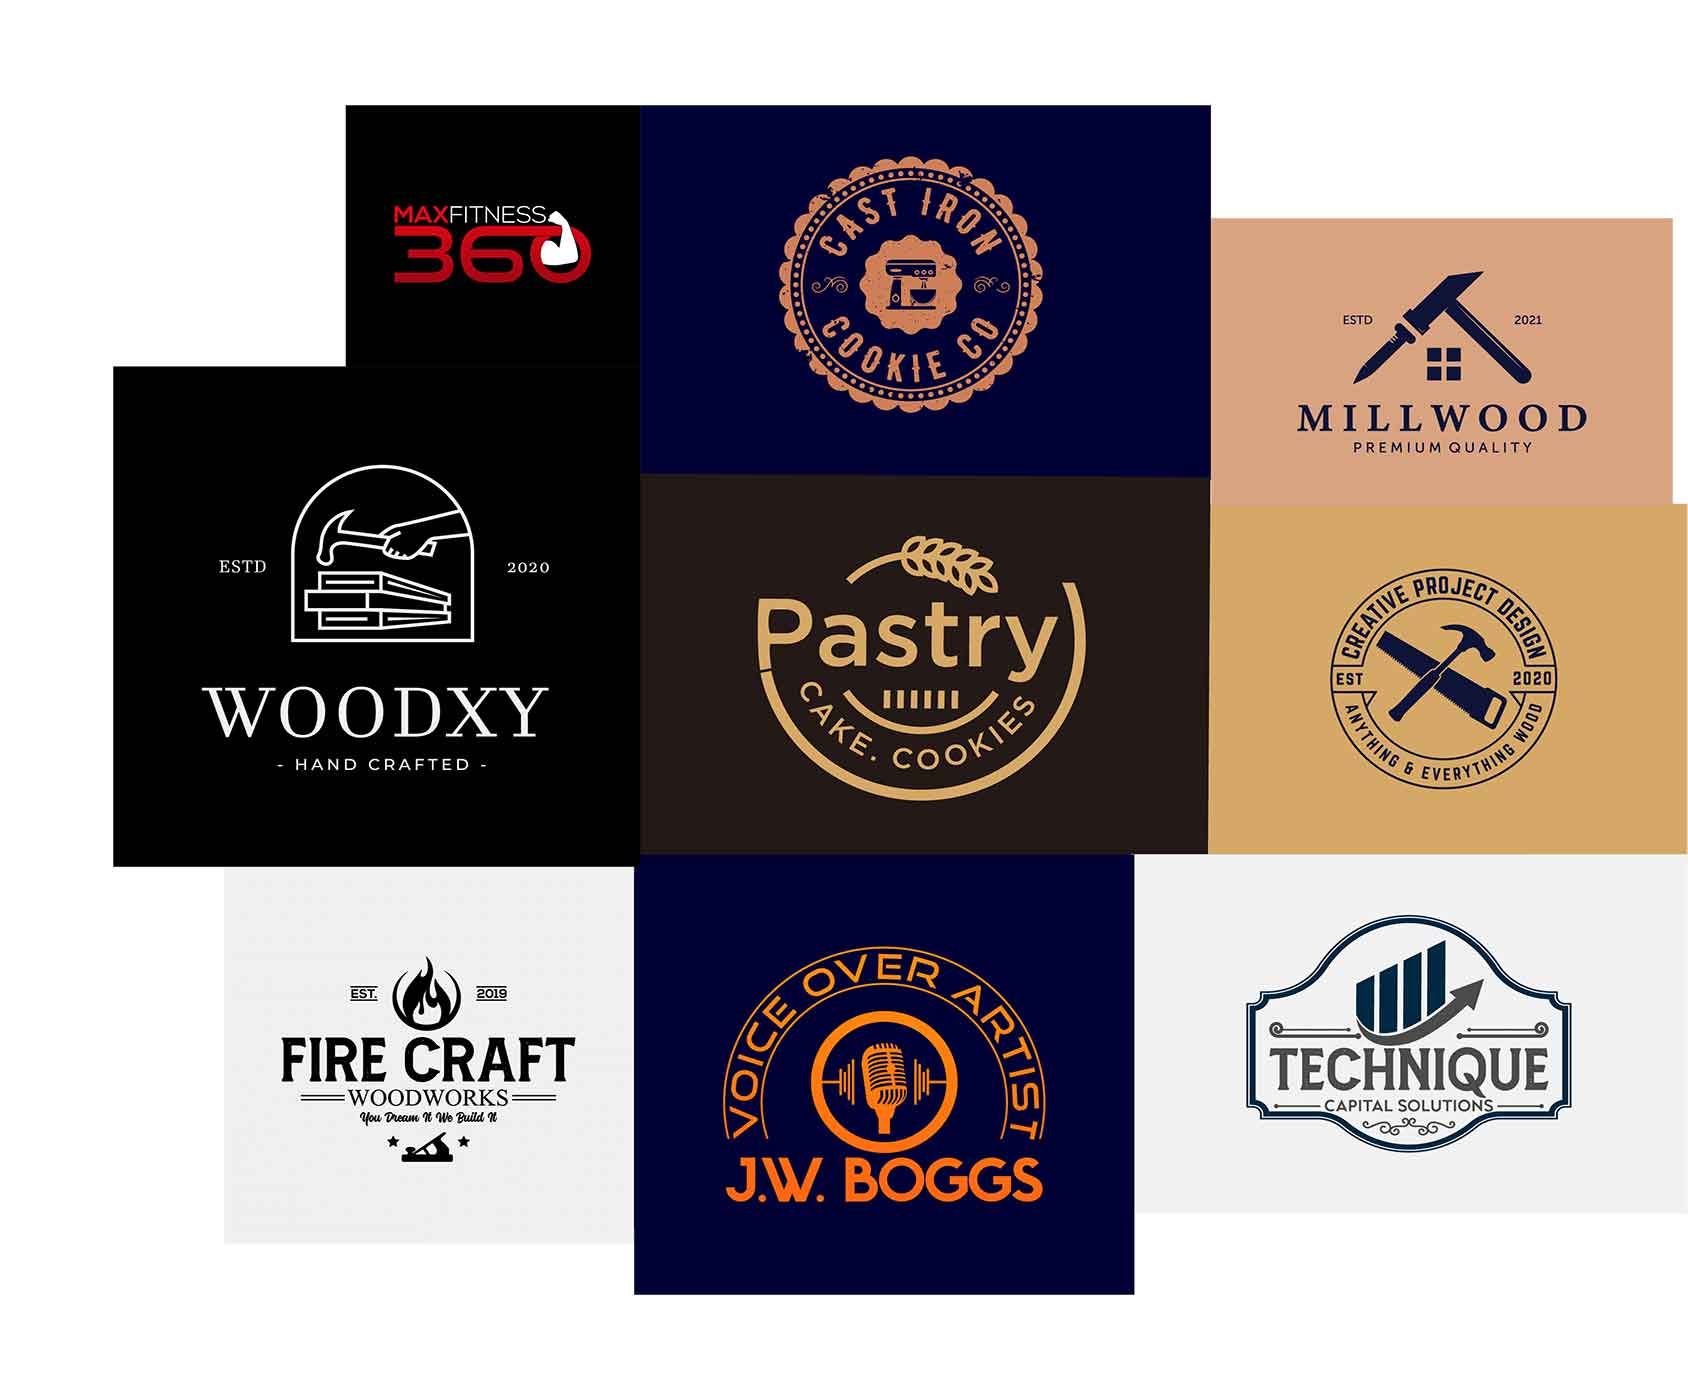 MAXFITNESS
360
CAST IRON
COOKIE CO
ESTD 2021
MILLWOOD
PREMIUM QUALITY
ESTD 2020
WOODXY
- HAND CRAFTED -
Pastry
CAKE. COOKIES
CREATIVE PROJECT DESIGN
EST 2020
ANYTHING & EVERYTHING WOOD
EST. 2019
FIRE CRAFT
WOODWORKS
You Dream It We Build It
VOICE OVER ARTIST
J.W. BOGGS
TECHNIQUE
CAPITAL SOLUTIONS